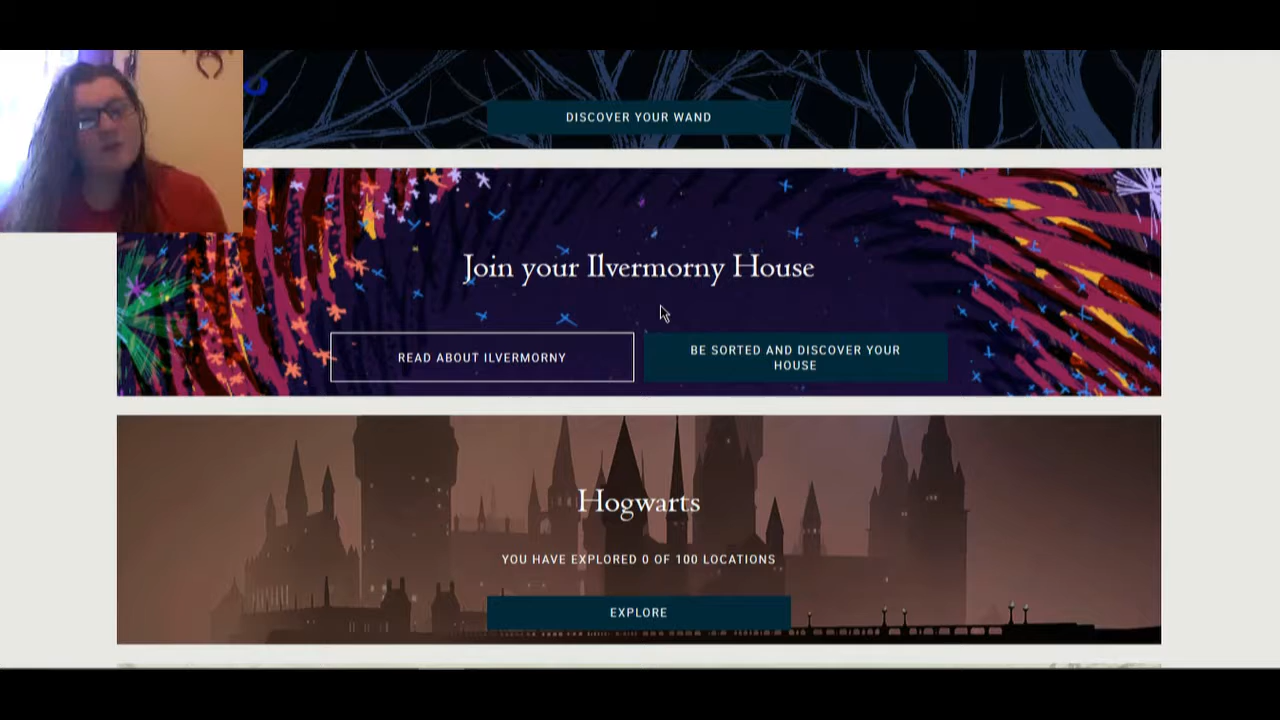 DISCOVER YOUR WAND
Join your Ilvermorny House
READ ABOUT ILVERMORNY
BE SORTED AND DISCOVER YOUR
HOUSE
Hogwarts
YOU HAVE EXPLORED 0 OF 100 LOCATIONS
EXPLORE